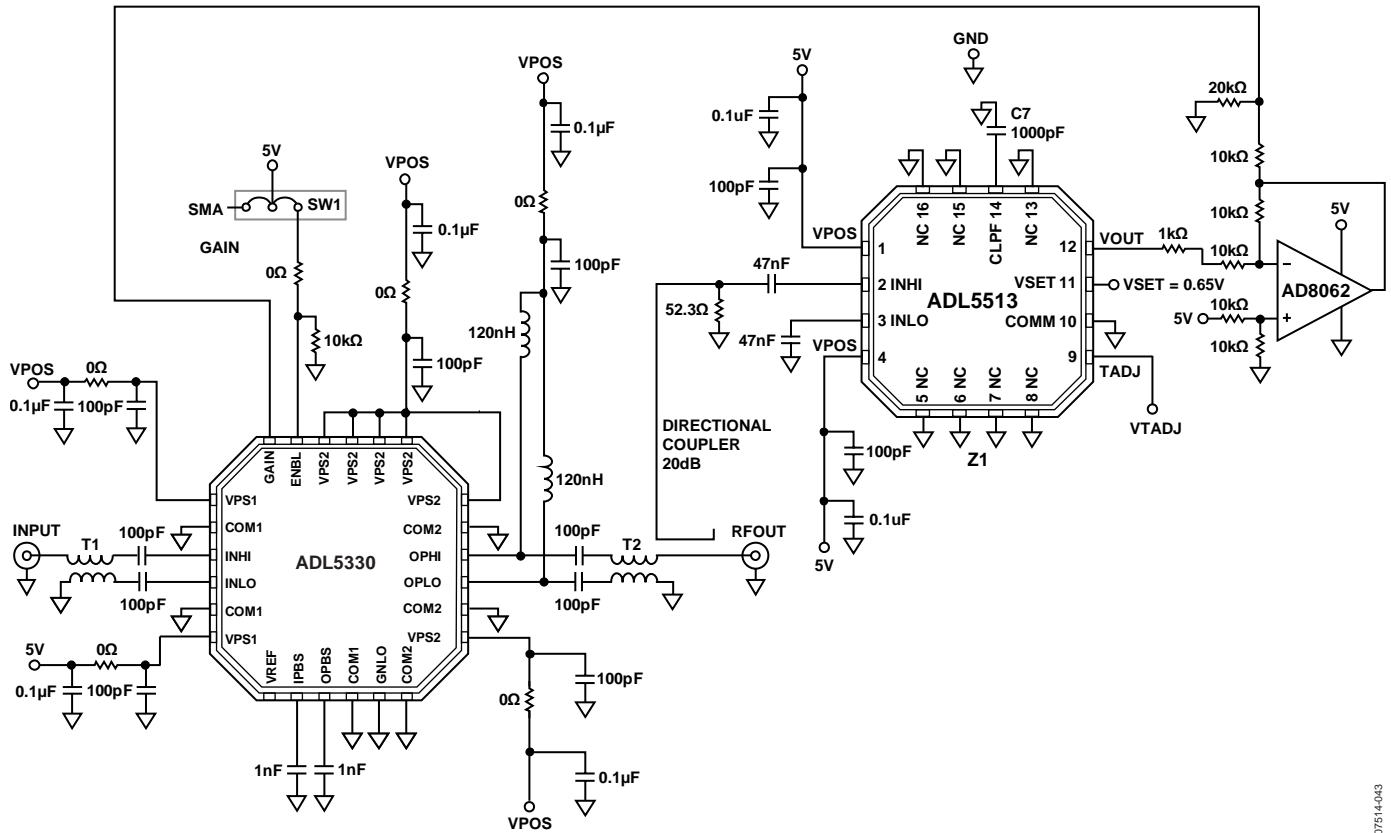 GND
5V
VPOS
20kΩ
0.1uF
C7
1000pF
0.1µF
10kΩ
5V
VPOS
100pF
SMA
SW1
0Ω
NC 16
NC 15
CLPF 14
NC 13
10kΩ
5V
GAIN
0.1µF
100pF
VPOS
1
12
VOUT
1kΩ
10kΩ
0Ω
0Ω
47nF
2 INHI
ADL5513
VSET 11
VSET = 0.65V
AD8062
–
+
52.3Ω
3 INLO
COMM 10
10kΩ
5V
120nH
10kΩ
47nF
VPOS
4
9
TADJ
10kΩ
VPOS
0Ω
100pF
5 NC
6 NC
7 NC
8 NC
0.1µF
100pF
VTADJ
DIRECTIONAL
COUPLER
20dB
100pF
Z1
GAIN
ENBL
VPS2
VPS2
VPS2
VPS2
120nH
VPS1
VPS2
0.1uF
INPUT
100pF
COM1
COM2
100pF
T1
T2
RFOUT
5V
INHI
ADL5330
OPHI
INLO
OPLO
100pF
100pF
COM1
COM2
5V
0Ω
VPS1
VPS2
VREF
IPBS
OPBS
COM1
GNLO
COM2
100pF
0.1µF
100pF
0Ω
1nF
1nF
0.1µF
VPOS
07514-043